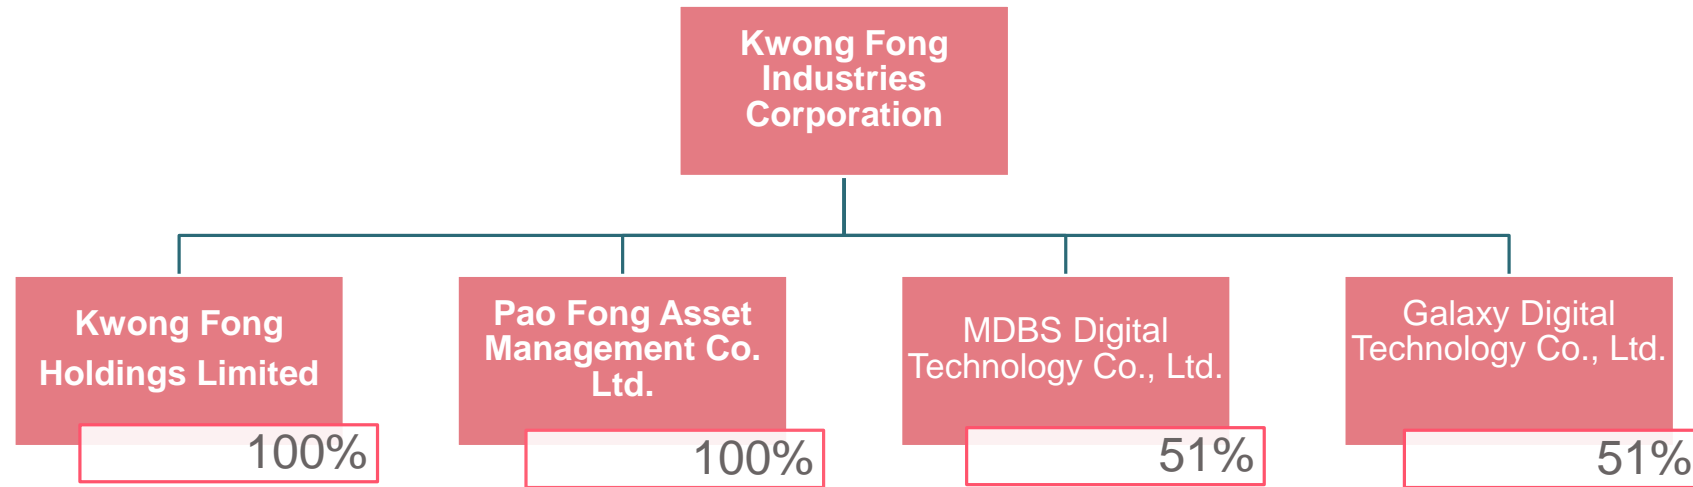 Kwong Fong
Industries
Corporation
Kwong Fong
Holdings Limited
100%
Pao Fong Asset
Management Co.
Ltd.
100%
MDBS Digital
Technology Co., Ltd.
51%
Galaxy Digital
Technology Co., Ltd.
51%